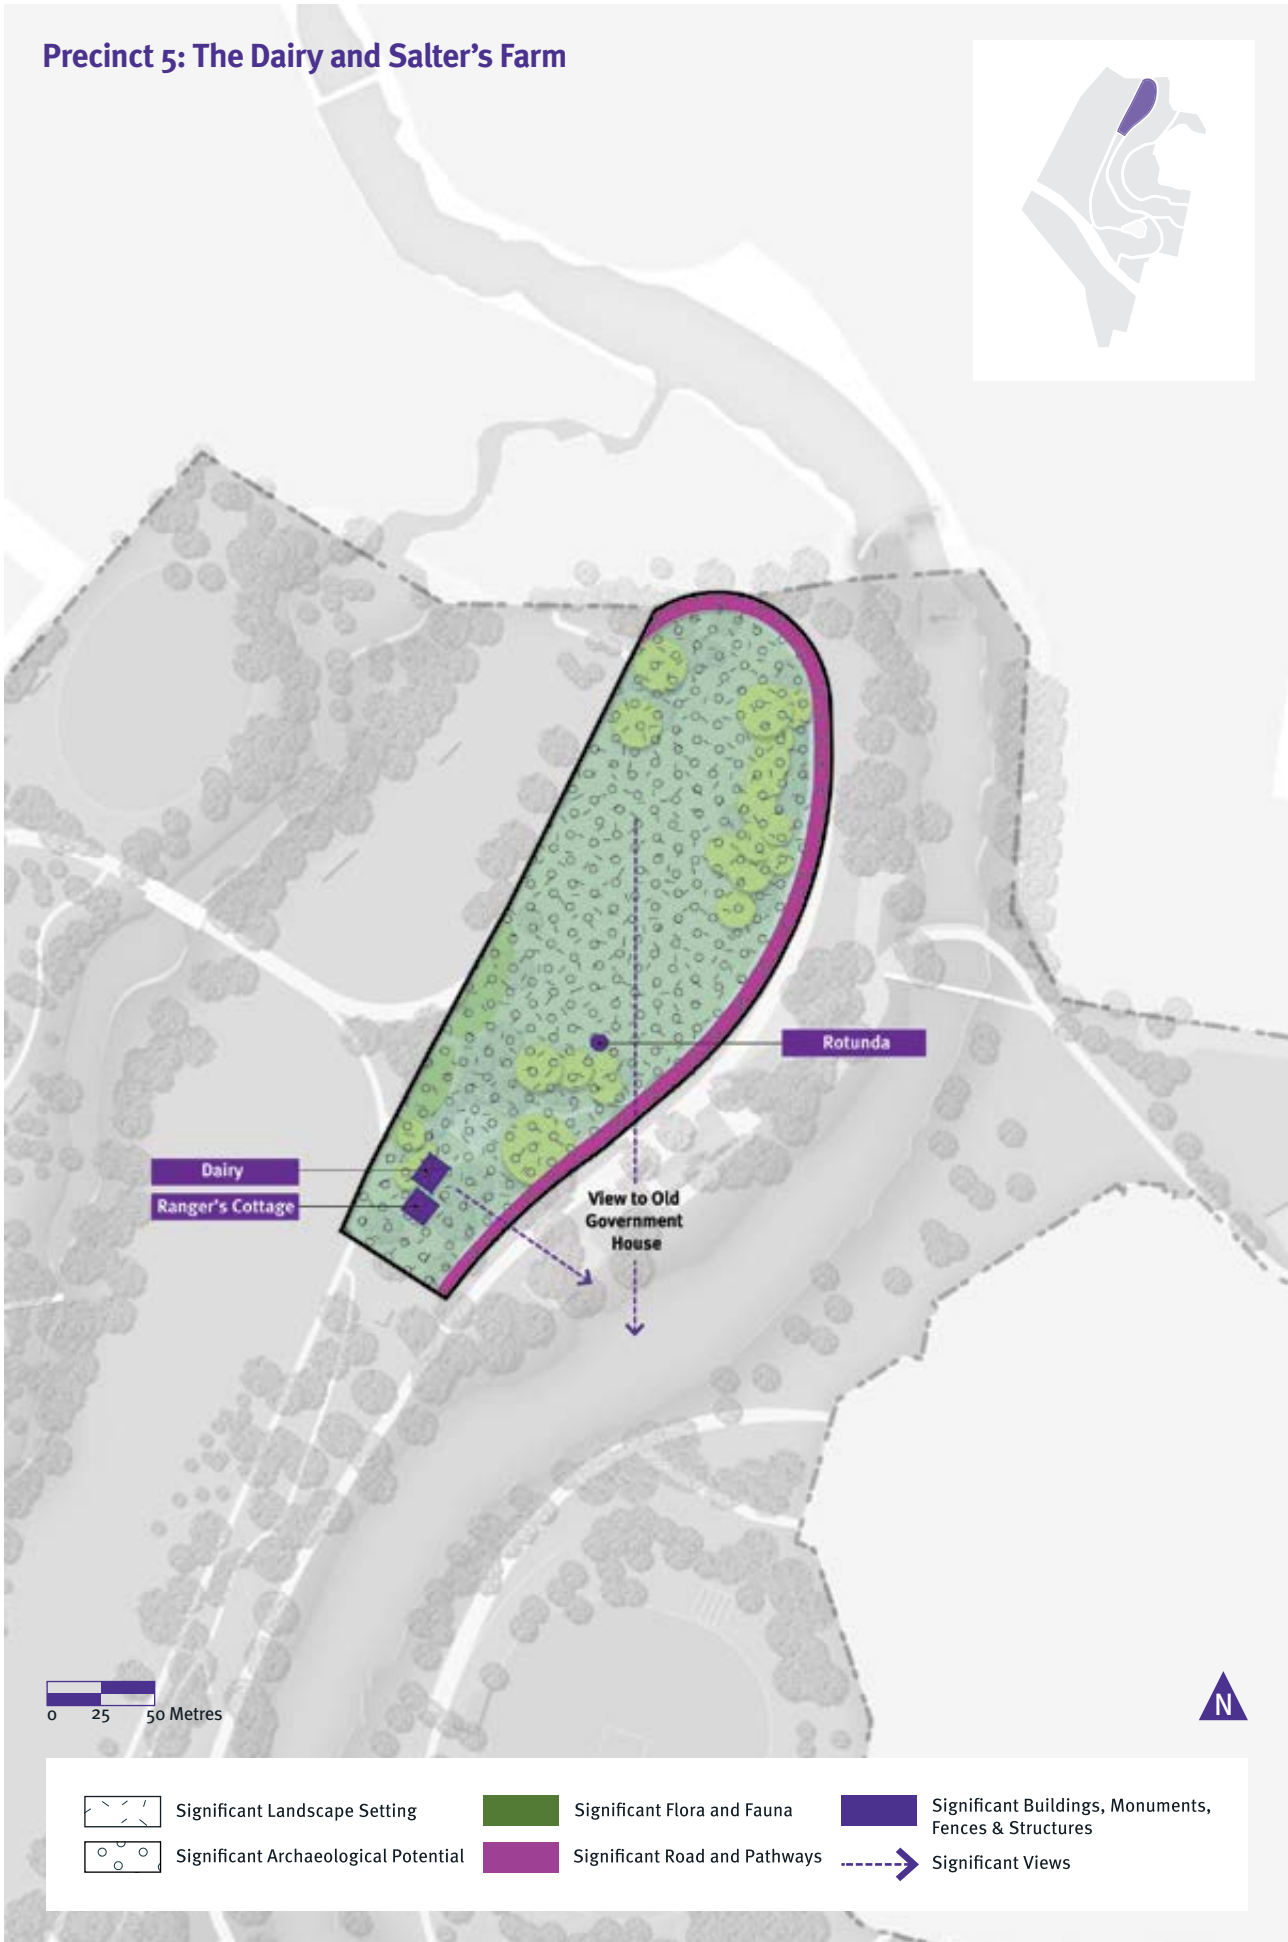 Precinct 5: The Dairy and Salter's Farm
Rotunda
Dairy
Ranger's Cottage
View to Old
Government
House
0 25 50 Metres
N
Significant Landscape Setting
Significant Archaeological Potential
Significant Flora and Fauna
Significant Road and Pathways
Significant Buildings, Monuments,
Fences & Structures
Significant Views